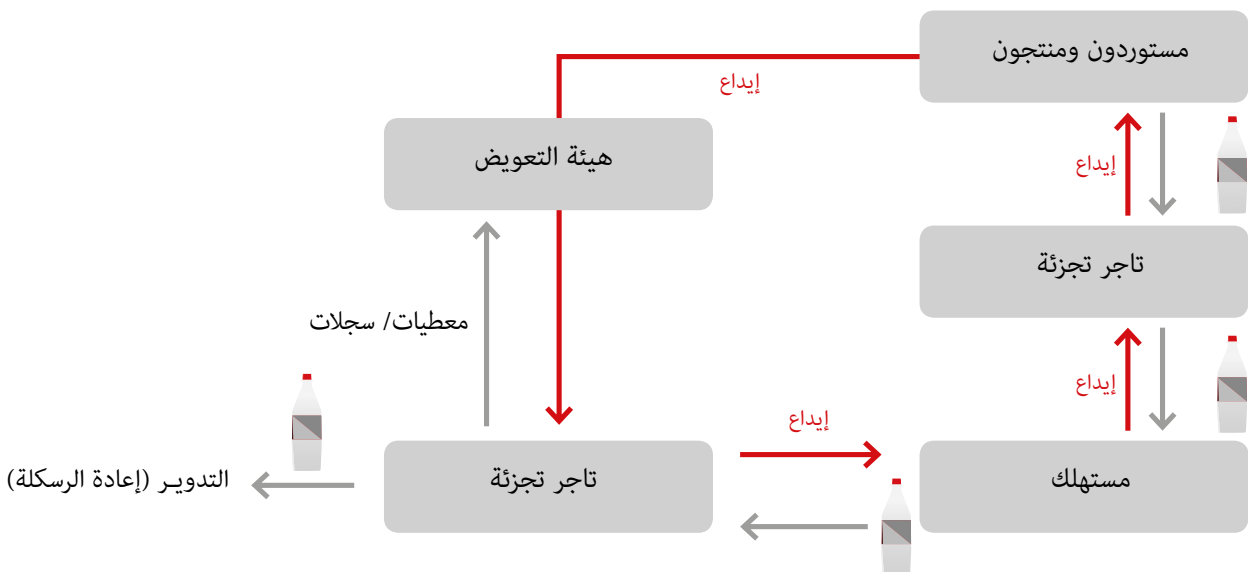 مستوردون ومنتجون
إيداع
هيئة التعويض
إيداع
تاجر تجزئة
معطيات/ سجلات
إيداع
إيداع
تاجر تجزئة
مستهلك
التدويـر (إعادة الرسكلة)